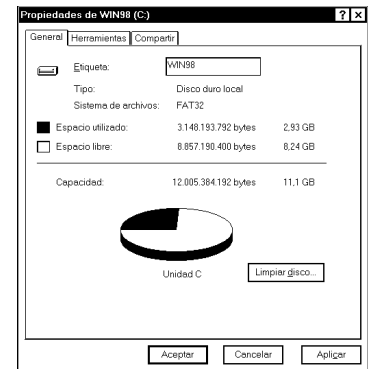 Propiedades de WIN98 (C:)
General Herramientas Compartir
Etiqueta: WIN98
Tipo: Disco duro local
Sistema de archivos: FAT32
Espacio utilizado: 3.148.193.792 bytes 2,93 GB
Espacio libre: 8.857.190.400 bytes 8,24 GB
Capacidad: 12.005.384.192 bytes 11,1 GB
Unidad C Limpiar disco...
Aceptar Cancelar Aplicar